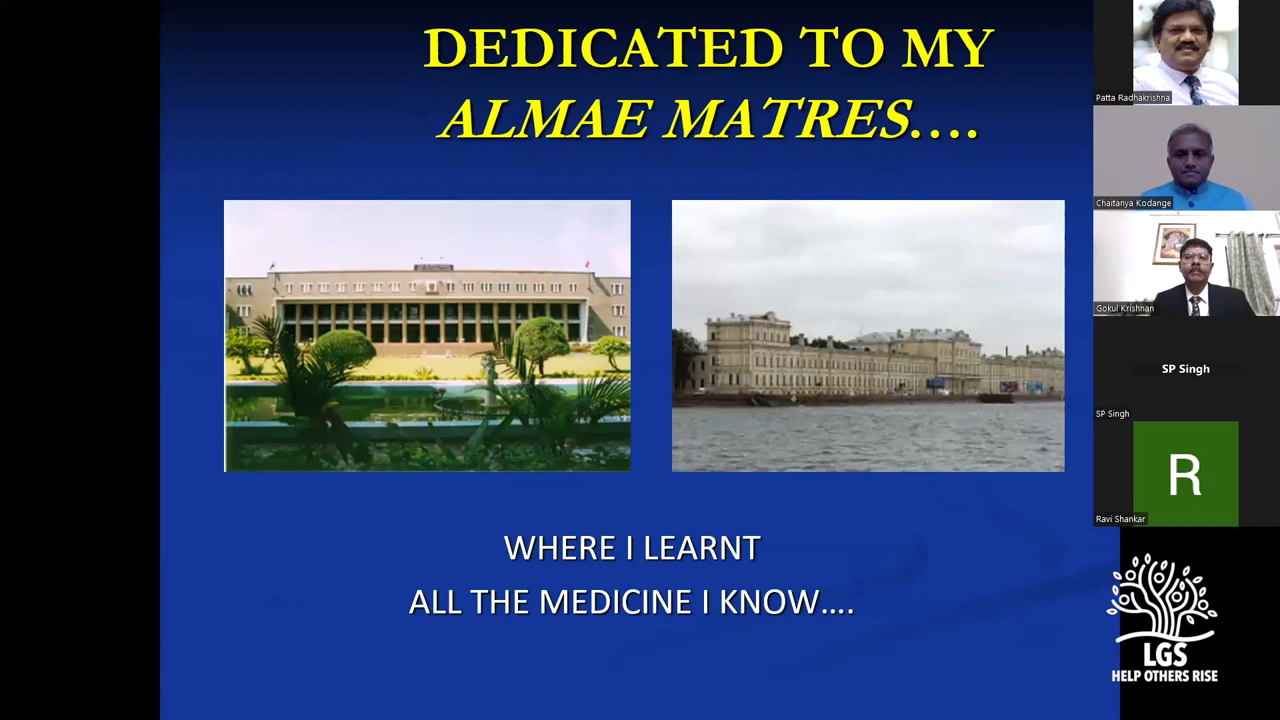 DEDICATED TO MY
ALMAE MATRES....
WHERE I LEARNT
ALL THE MEDICINE I KNOW....
Patta Radhakrishna
Chaitanya Kodange
Gokul Krishnan
SP Singh
SP Singh
R
Ravi Shankar
LGS
HELP OTHERS RISE